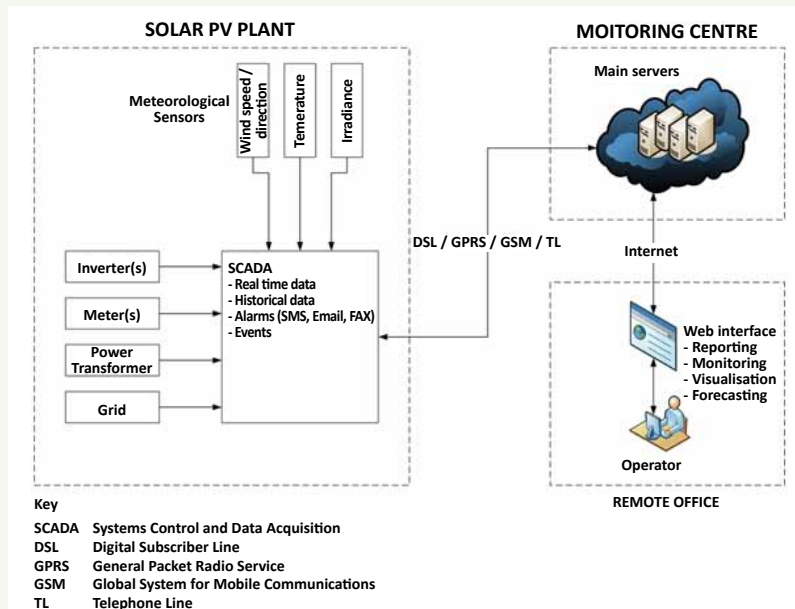 SOLAR PV PLANT
Meteorological
Sensors
Wind speed /
direction
Temerature
Irradiance
Inverter(s)
Meter(s)
Power
Transformer
Grid
SCADA
- Real time data
- Historical data
- Alarms (SMS, Email, FAX)
- Events
DSL / GPRS / GSM / TL
MOITORING CENTRE
Main servers
Internet
Web interface
- Reporting
- Monitoring
- Visualisation
- Forecasting
Operator
REMOTE OFFICE
Key
SCADA Systems Control and Data Acquisition
DSL Digital Subscriber Line
GPRS General Packet Radio Service
GSM Global System for Mobile Communications
TL Telephone Line